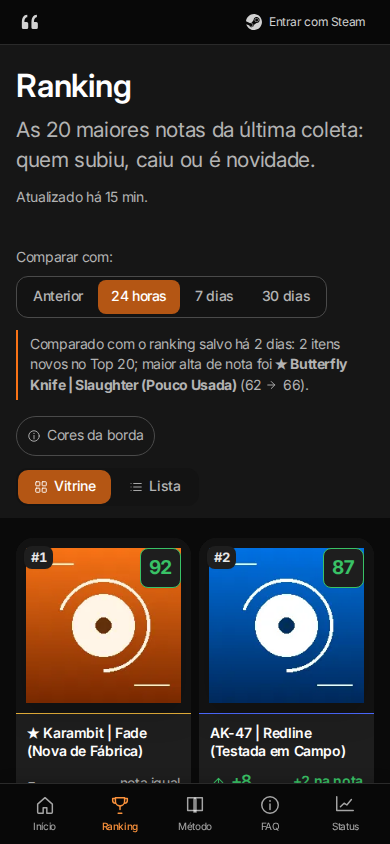 Entrar com Steam
Ranking
As 20 maiores notas da última coleta:
quem subiu, caiu ou é novidade.
Atualizado há 15 min.
Comparar com:
Anterior 24 horas 7 dias 30 dias
Comparado com o ranking salvo há 2 dias: 2 itens
novos no Top 20; maior alta de nota foi ★ Butterfly
Knife | Slaughter (Pouco Usada) (62 → 66).
Cores da borda
Vitrine Lista
#1 92 #2 87
★ Karambit | Fade
(Nova de Fábrica)
AK-47 | Redline
(Testada em Campo)
nota igual
↑ +8 +2 na nota
Início Ranking Método FAQ Status